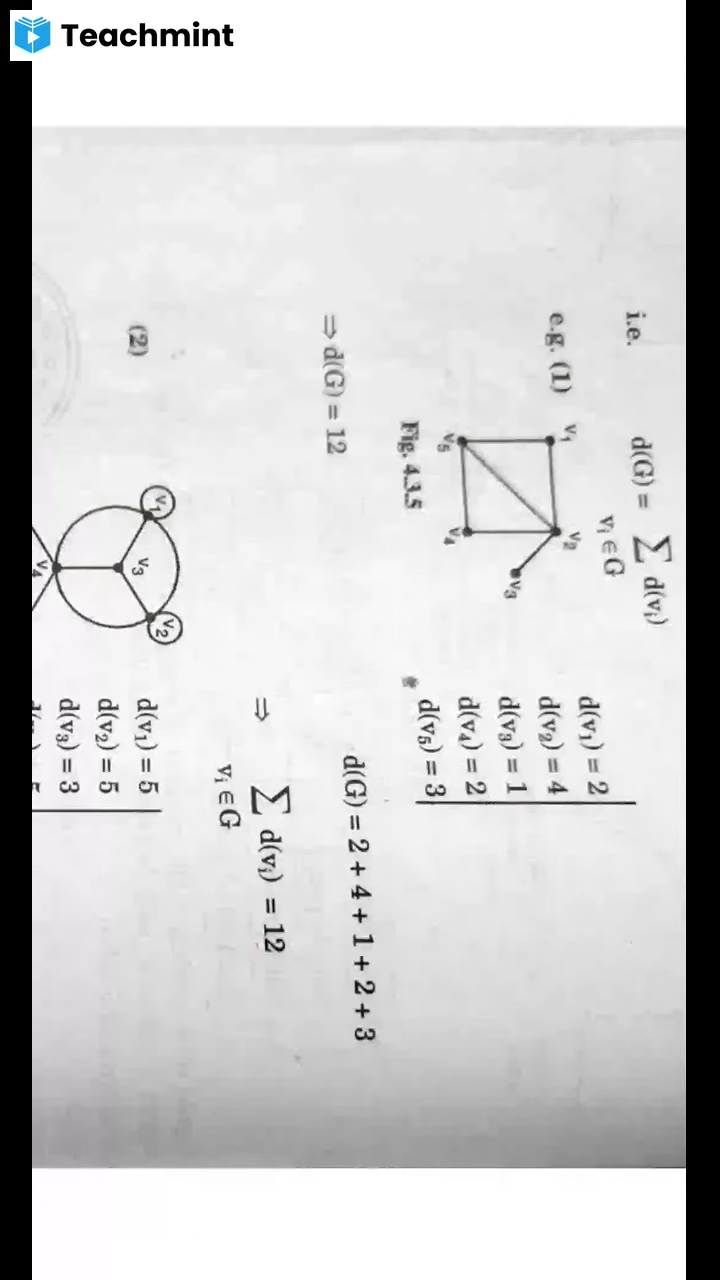 Teachmint
i.e. d(G) = ∑ d(vᵢ)
vᵢ ∈ G
e.g. (1)
v₁
v₂
v₃
v₄
v₅
Fig. 4.3.5
d(v₁) = 2
d(v₂) = 4
d(v₃) = 1
d(v₄) = 2
d(v₅) = 3
d(G) = 2 + 4 + 1 + 2 + 3
⇒ d(G) = 12
⇒ ∑ d(vᵢ) = 12
vᵢ ∈ G
(2)
v₁
v₂
v₃
v₄
d(v₁) = 5
d(v₂) = 5
d(v₃) = 3